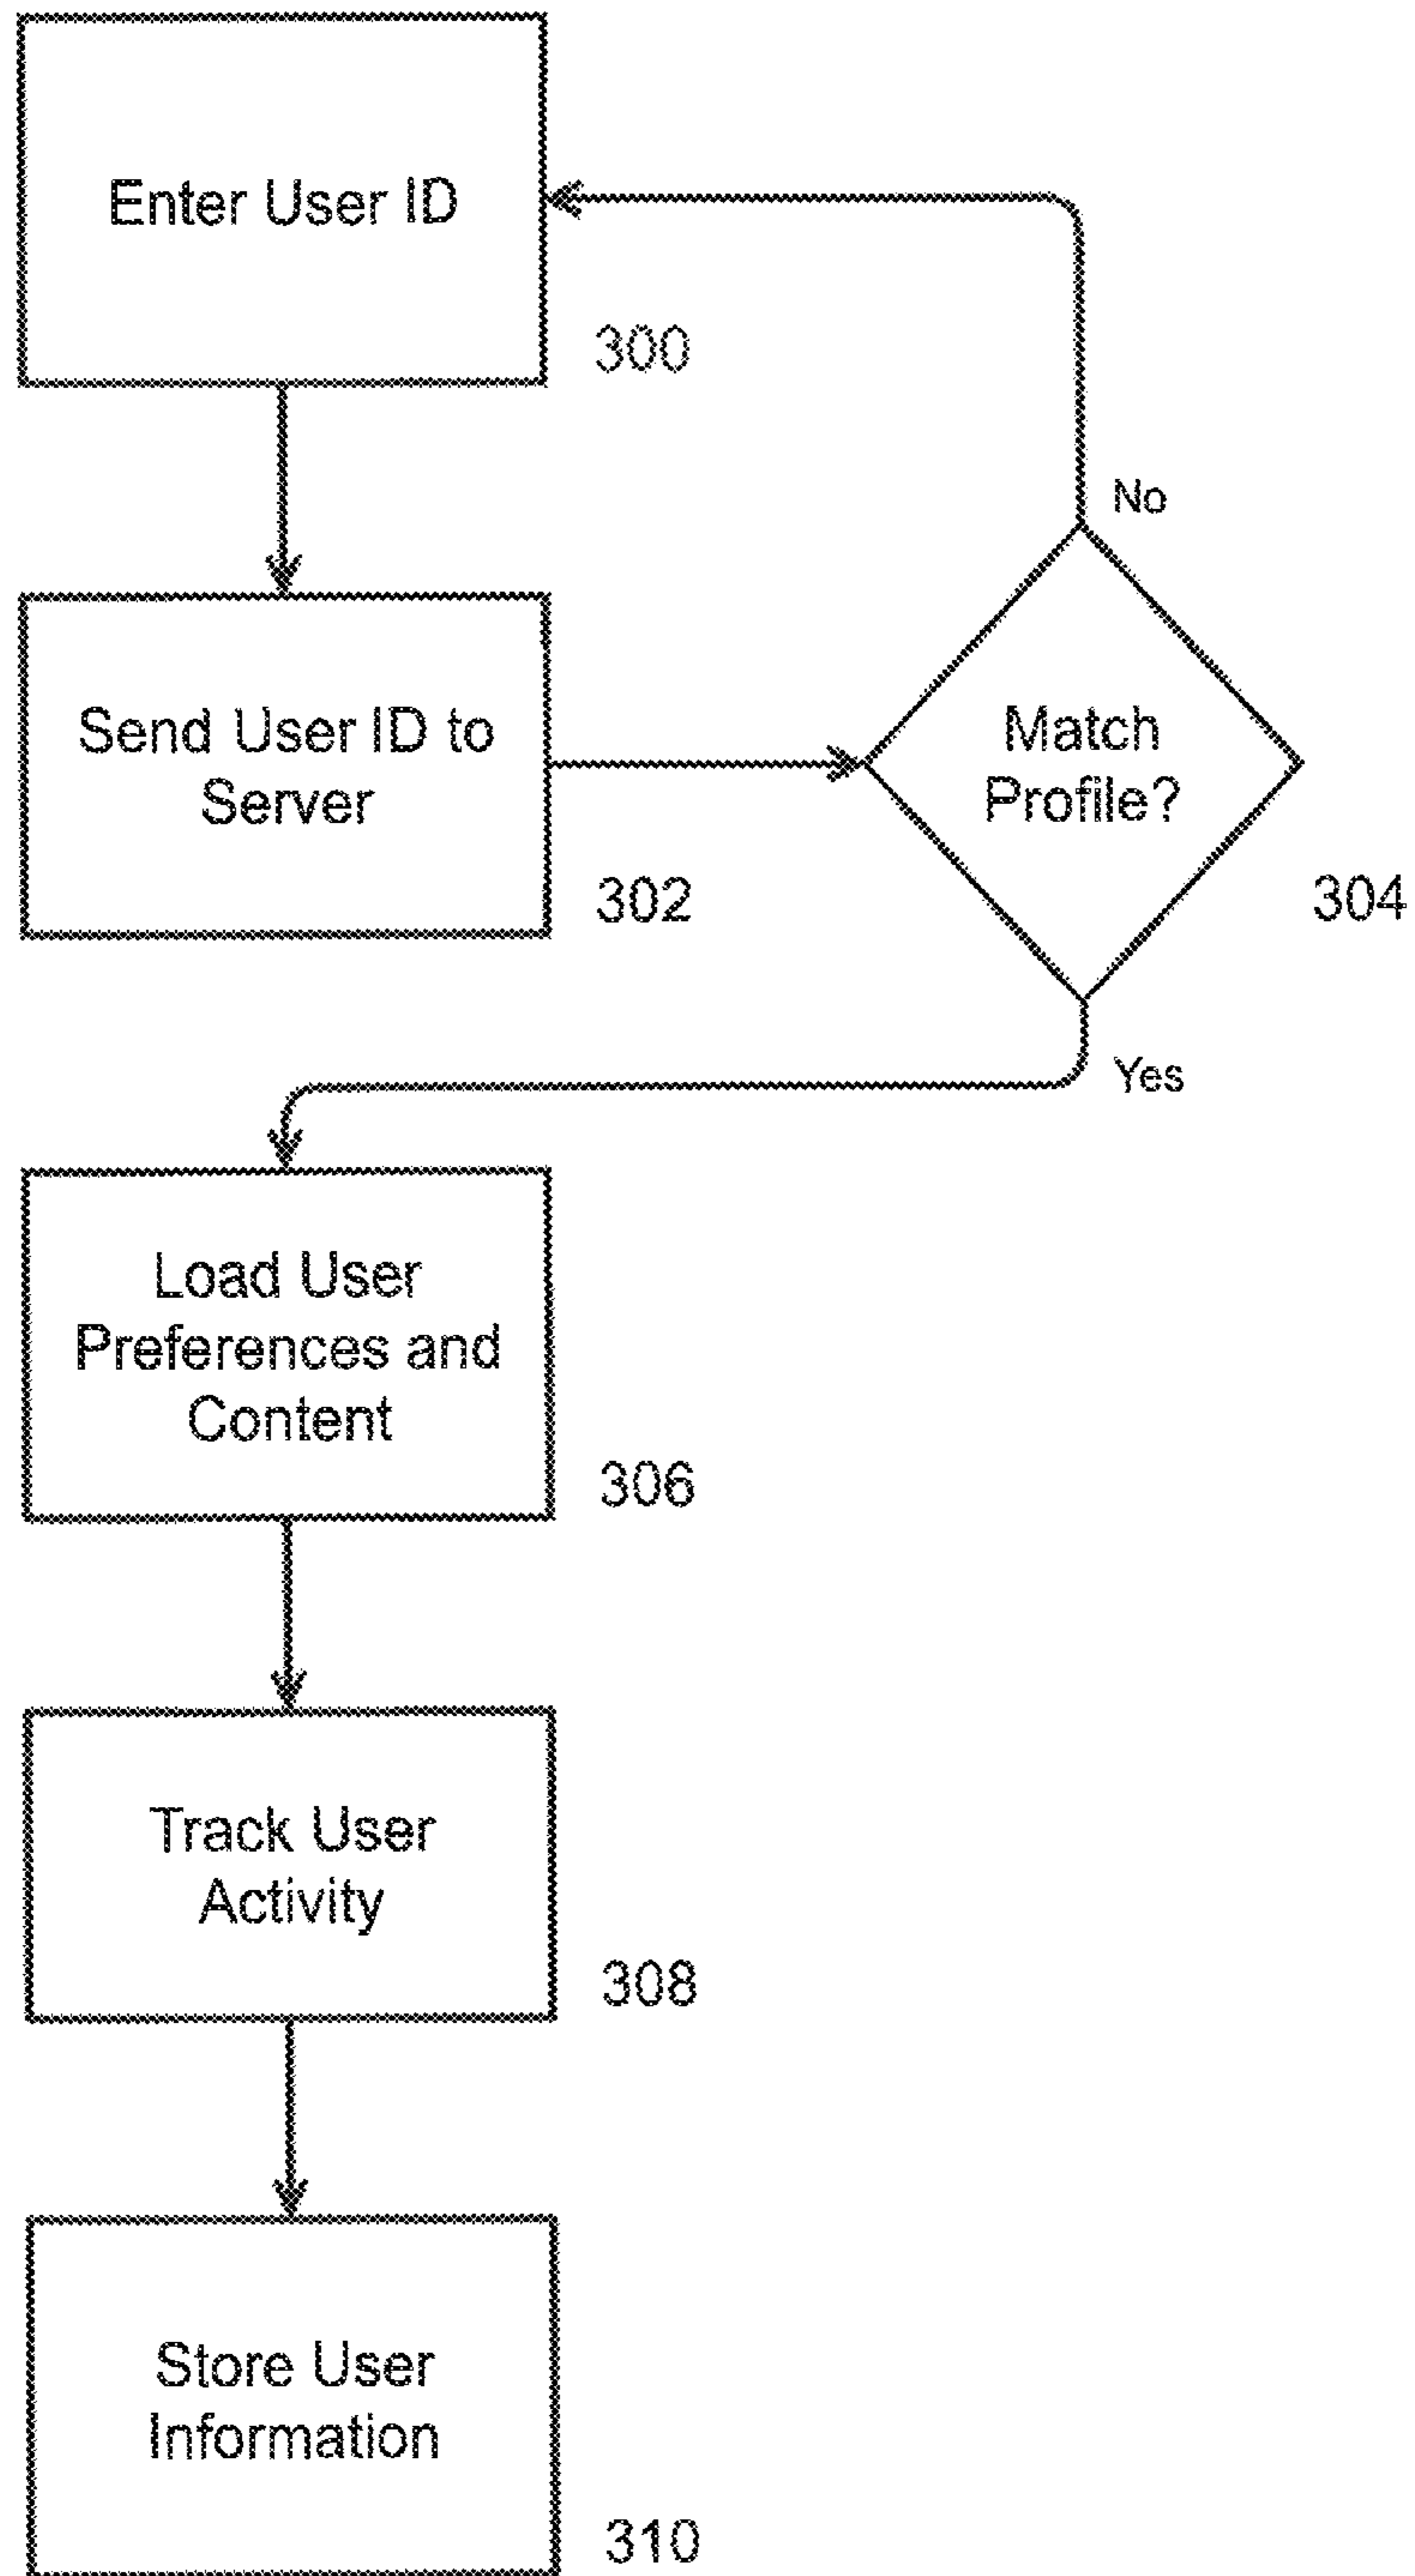 Enter User ID
300
No
Send User ID to
Server
302
Match
Profile?
304
Yes
Load User
Preferences and
Content
306
Track User
Activity
308
Store User
Information
310